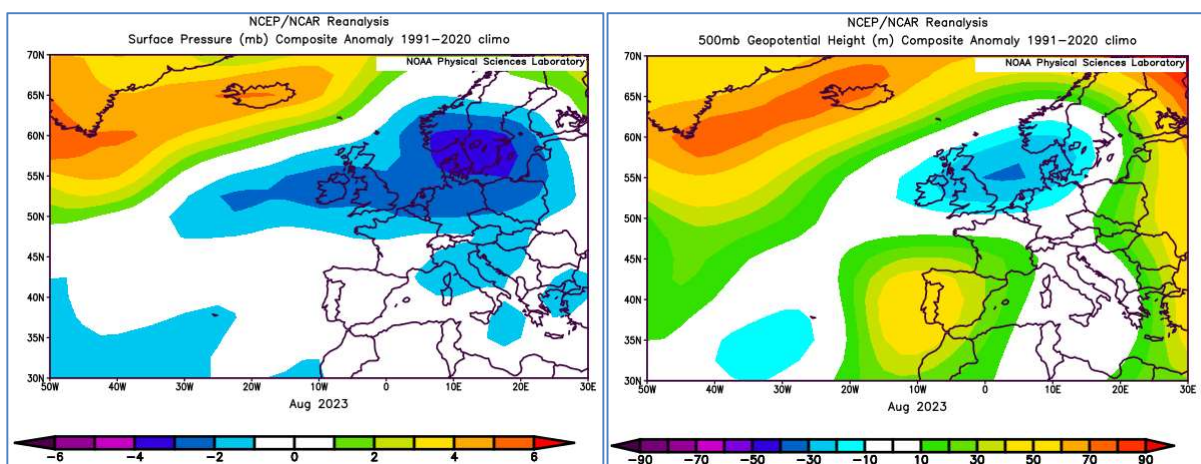 NCEP/NCAR Reanalysis
Surface Pressure (mb) Composite Anomaly 1991−2020 climo
NOAA Physical Sciences Laboratory
70N
65N
60N
55N
50N
45N
40N
35N
30N
50W 40W 30W 20W 10W 0 10E 20E 30E
Aug 2023
−6 −4 −2 0 2 4 6
NCEP/NCAR Reanalysis
500mb Geopotential Height (m) Composite Anomaly 1991−2020 climo
NOAA Physical Sciences Laboratory
70N
65N
60N
55N
50N
45N
40N
35N
30N
50W 40W 30W 20W 10W 0 10E 20E 30E
Aug 2023
−90 −70 −50 −30 −10 10 30 50 70 90